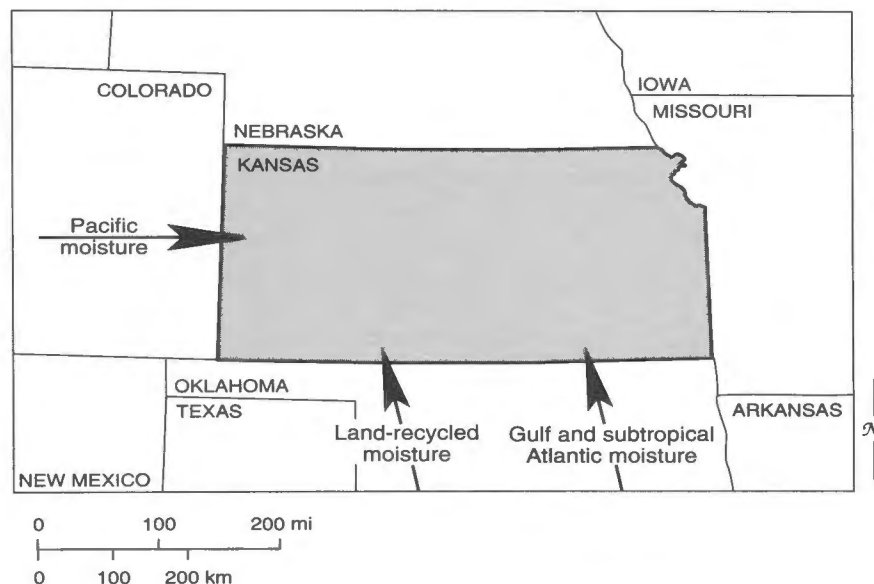 COLORADO
IOWA
MISSOURI
NEBRASKA
KANSAS
Pacific
moisture
OKLAHOMA
TEXAS
Land-recycled
moisture
Gulf and subtropical
Atlantic moisture
ARKANSAS
N
NEW MEXICO
0 100 200 mi
0 100 200 km